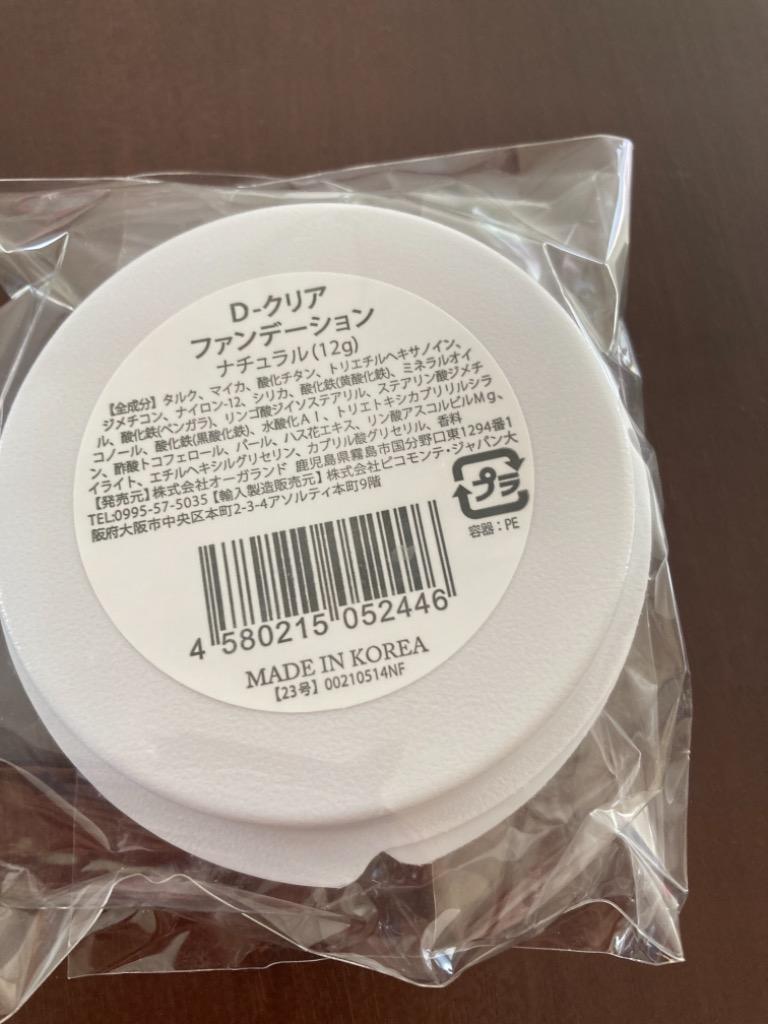 D-クリア
ファンデーション
ナチュラル(12g)
【全成分】タルク、マイカ、酸化チタン、トリエチルヘキサノイン、
ジメチコン、ナイロン-12、シリカ、酸化鉄(黄酸化鉄)、ミネラルオイ
ル、酸化鉄(ベンガラ)、リンゴ酸ジイソステアリル、ステアリン酸ジメチ
コノール、酸化鉄(黒酸化鉄)、水酸化AI、トリエトキシカプリリルシラ
ン、酢酸トコフェロール、パール、ハス花エキス、リン酸アスコルビルMg、
イライト、エチルヘキシルグリセリン、カプリル酸グリセリル、香料
【発売元】株式会社オーガランド 鹿児島県霧島市国分野口東1294番1
TEL:0995-57-5035【輸入製造販売元】株式会社ピコモンテ・ジャパン大
阪府大阪市中央区本町2-3-4アソルティ本町9階
プラ
容器:PE
4 580215 052446
MADE IN KOREA
【23号】00210514NF